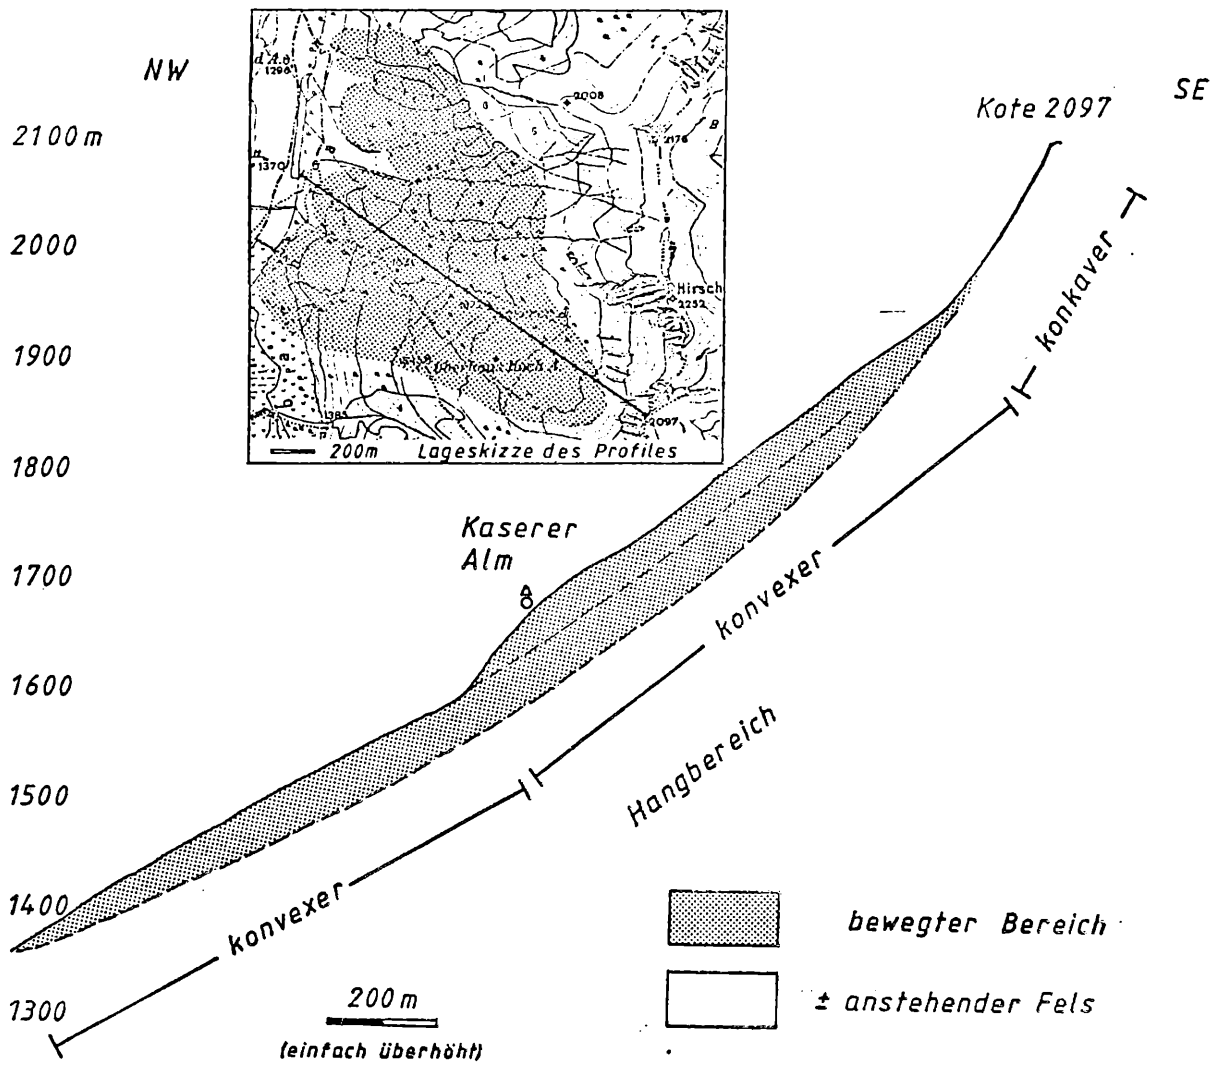 NW
SE
Kote 2097
2100 m
2000
1900
1800
1700
1600
1500
1400
1300
1296
2008
2176
B
1370
Hirsch
2252
1385
2097
200m Lageskizze des Profiles
Kaserer
Alm
konkaver
konvexer
Hangbereich
konvexer
200 m
(einfach überhöht)
bewegter Bereich
± anstehender Fels